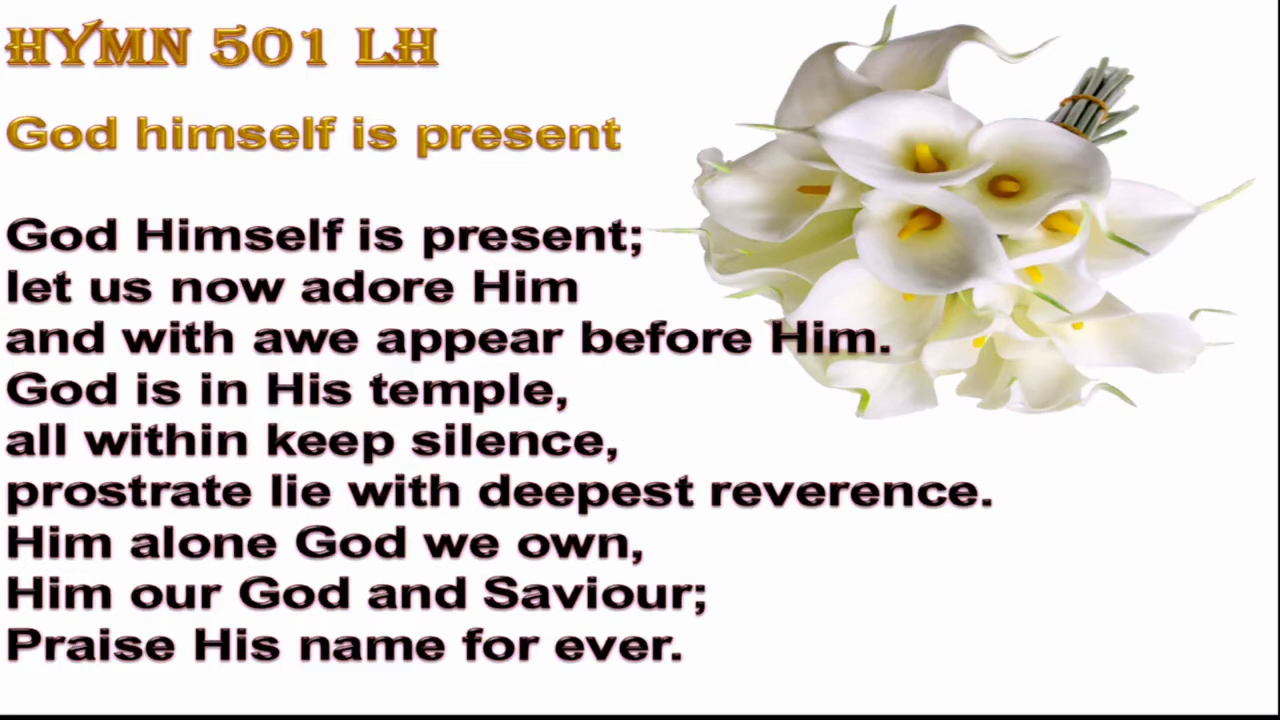 HYMN 501 LH
God himself is present
God Himself is present;
let us now adore Him
and with awe appear before Him.
God is in His temple,
all within keep silence,
prostrate lie with deepest reverence.
Him alone God we own,
Him our God and Saviour;
Praise His name for ever.